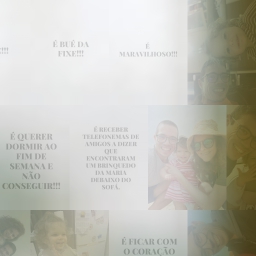 !!!
É BUÉ DA
FIXE!!!
É
MARAVILHOSO!!!
É QUERER
DORMIR AO
FIM DE
SEMANA E
NÃO
CONSEGUIR!!!
É RECEBER
TELEFONEMAS DE
AMIGOS A DIZER
QUE
ENCONTRARAM
UM BRINQUEDO
DA MARIA
DEBAIXO DO
SOFÁ.
É FICAR COM
O CORAÇÃO